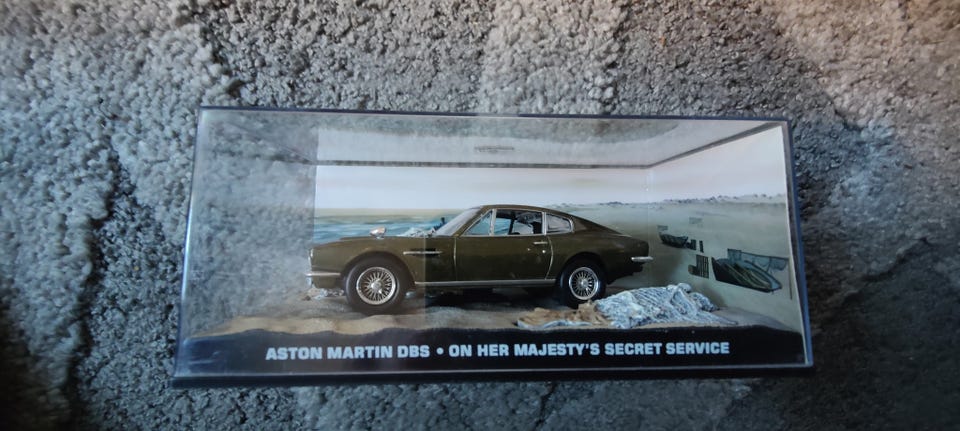 ASTON MARTIN DBS • ON HER MAJESTY'S SECRET SERVICE